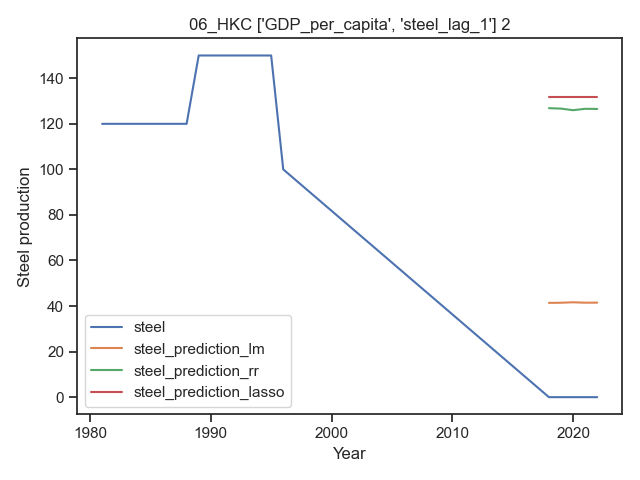 06_HKC ['GDP_per_capita', 'steel_lag_1'] 2
Steel production
140
120
100
80
60
40
20
0
steel
steel_prediction_lm
steel_prediction_rr
steel_prediction_lasso
1980
1990
2000
2010
2020
Year